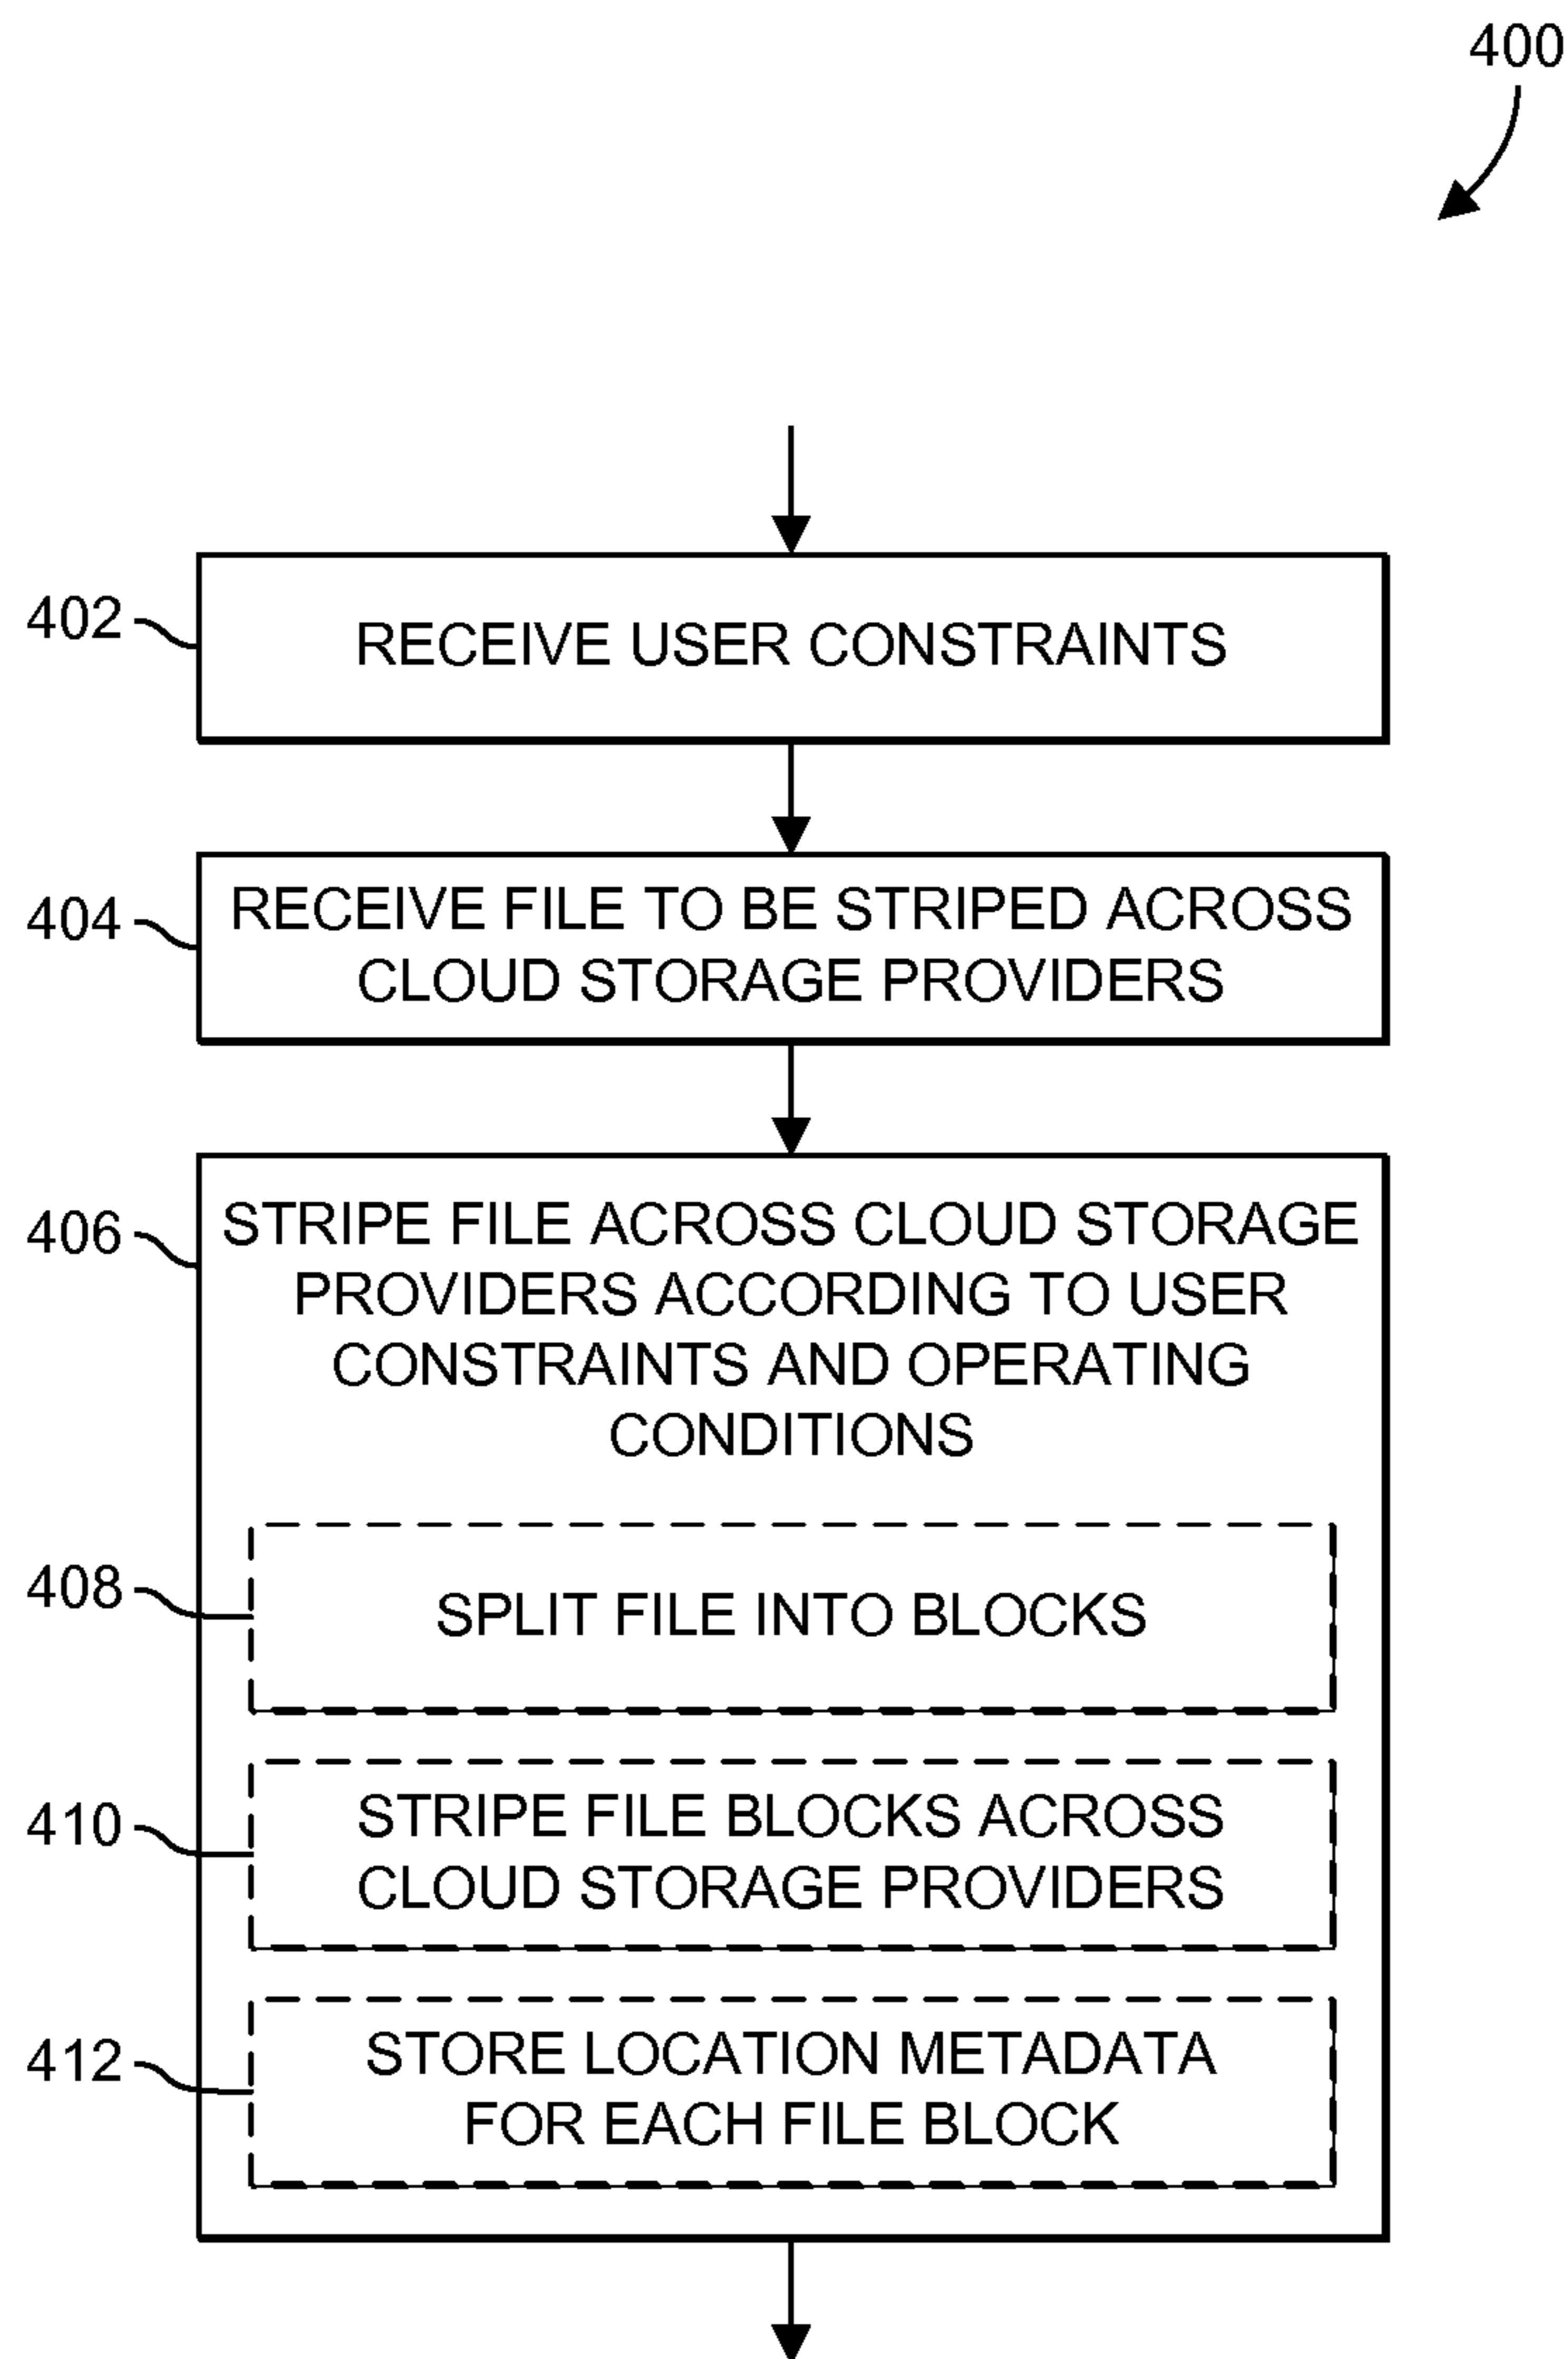 400
402
RECEIVE USER CONSTRAINTS
404
RECEIVE FILE TO BE STRIPED ACROSS
CLOUD STORAGE PROVIDERS
406
STRIPE FILE ACROSS CLOUD STORAGE
PROVIDERS ACCORDING TO USER
CONSTRAINTS AND OPERATING
CONDITIONS
408
SPLIT FILE INTO BLOCKS
410
STRIPE FILE BLOCKS ACROSS
CLOUD STORAGE PROVIDERS
412
STORE LOCATION METADATA
FOR EACH FILE BLOCK